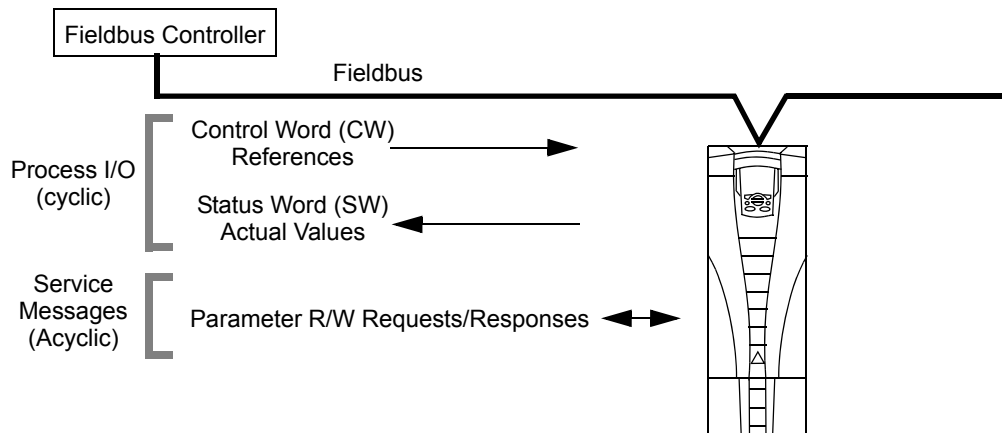 Fieldbus Controller
Fieldbus
Process I/O
(cyclic)
Control Word (CW)
References
Status Word (SW)
Actual Values
Service
Messages
(Acyclic)
Parameter R/W Requests/Responses